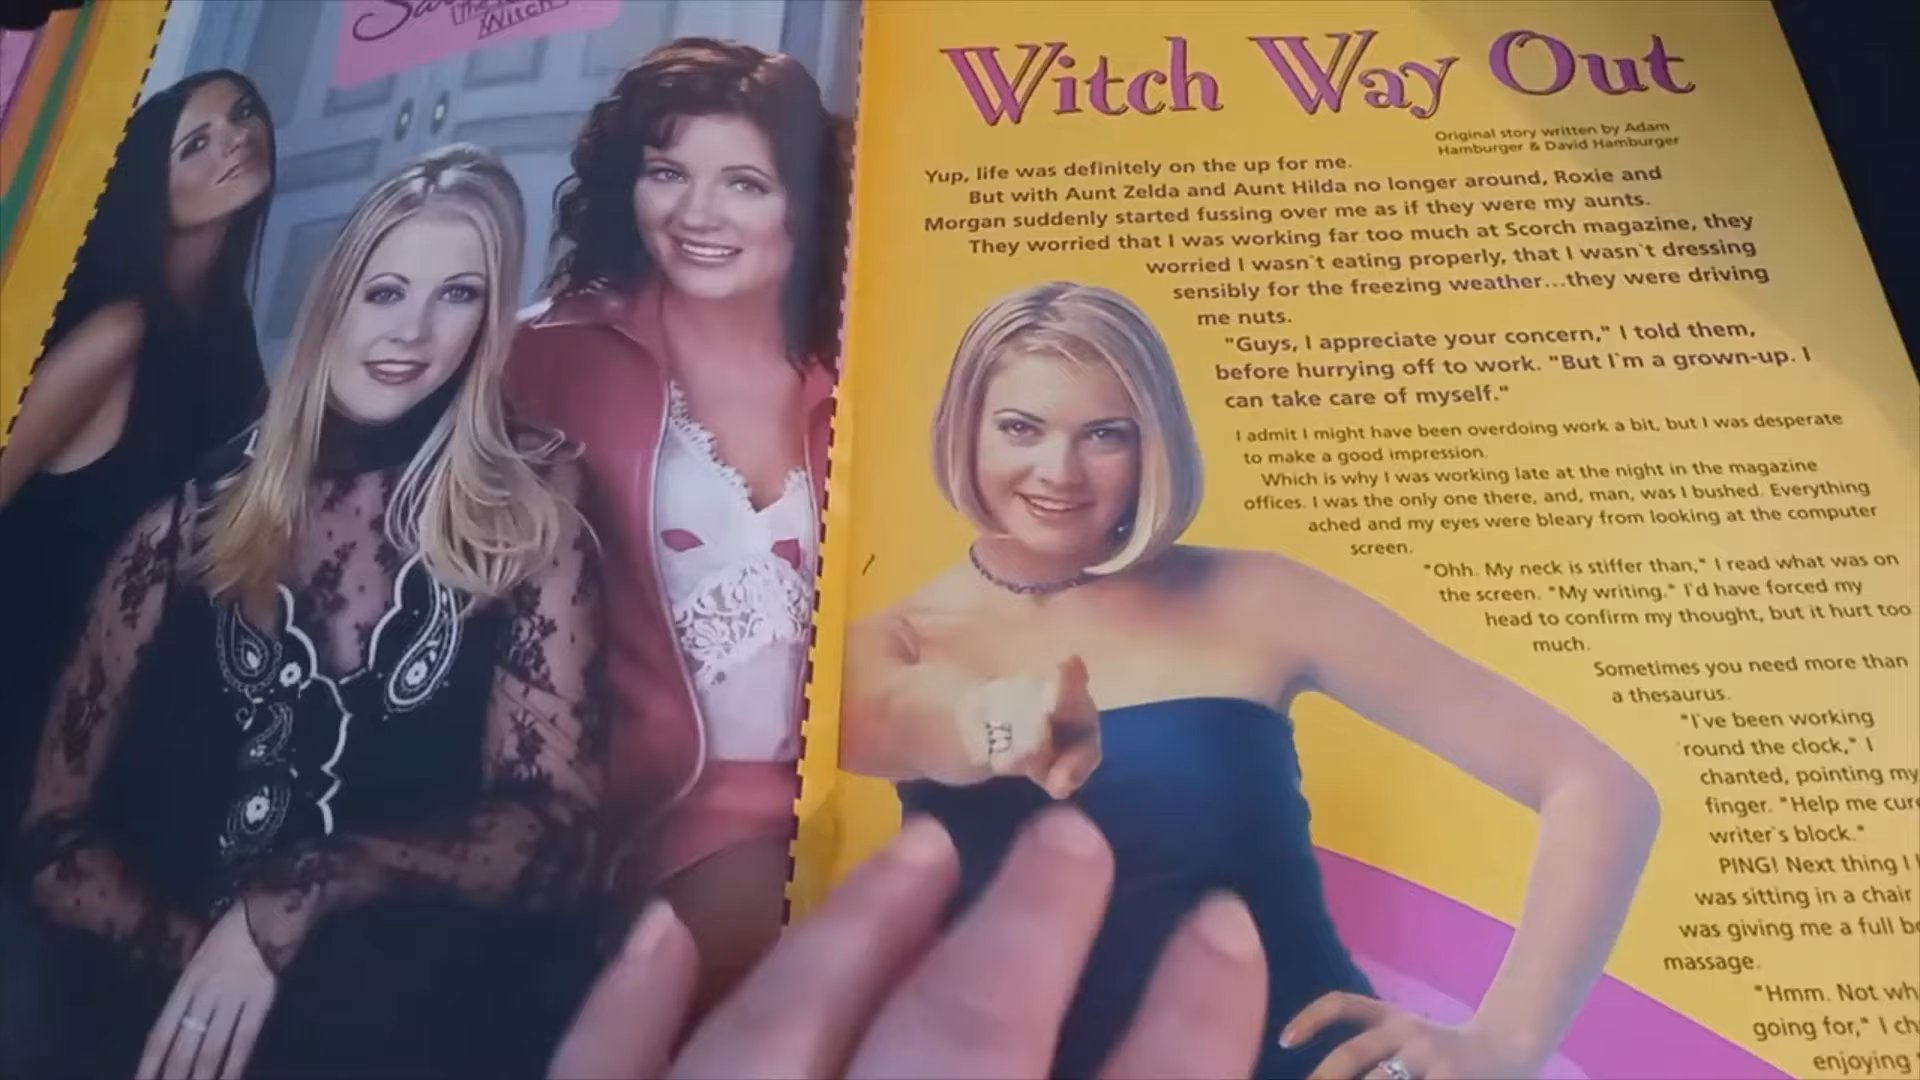 The
Witch
Witch Way Out
Original story written by Adam
Hamburger & David Hamburger
Yup, life was definitely on the up for me.
But with Aunt Zelda and Aunt Hilda no longer around, Roxie and
Morgan suddenly started fussing over me as if they were my aunts.
They worried that I was working far too much at Scorch magazine, they
worried I wasn't eating properly, that I wasn't dressing
sensibly for the freezing weather...they were driving
me nuts.
"Guys, I appreciate your concern," I told them,
before hurrying off to work. "But I'm a grown-up. I
can take care of myself."
I admit I might have been overdoing work a bit, but I was desperate
to make a good impression.
Which is why I was working late at the night in the magazine
offices. I was the only one there, and, man, was I bushed. Everything
ached and my eyes were bleary from looking at the computer
screen.
"Ohh. My neck is stiffer than," I read what was on
the screen. "My writing." I'd have forced my
head to confirm my thought, but it hurt too
much.
Sometimes you need more than
a thesaurus.
"I've been working
'round the clock," I
chanted, pointing my
finger. "Help me cure
writer's block."
PING! Next thing I
was sitting in a chair
was giving me a full
massage.
"Hmm. Not
going for," I
enjoying